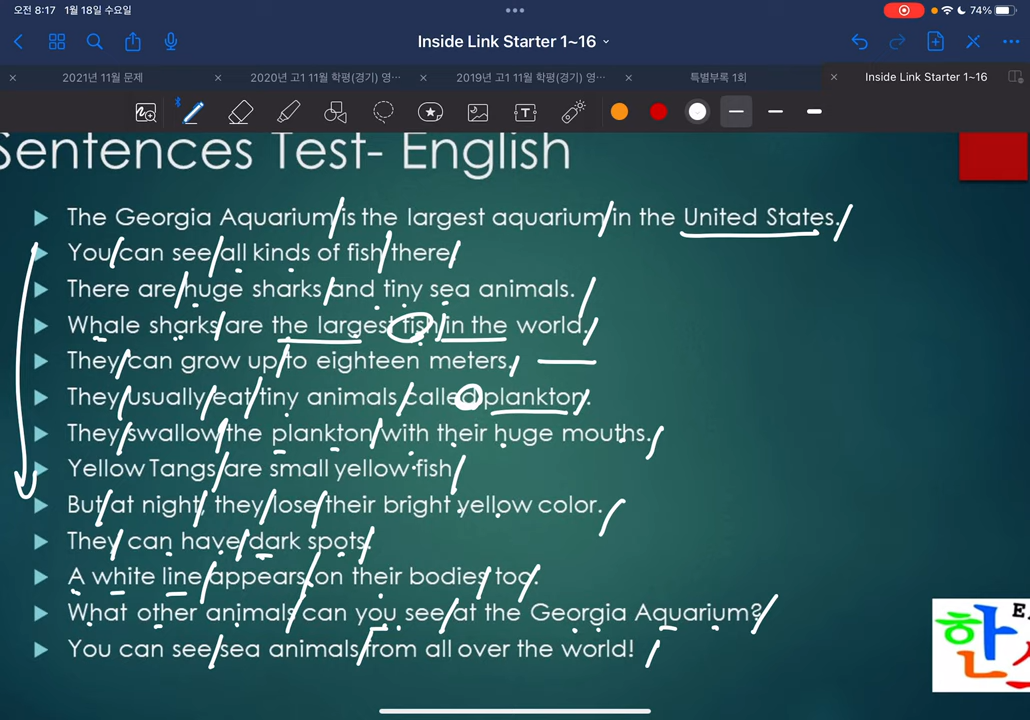 오전 8:17 1월 18일 수요일
74%
Inside Link Starter 1~16
2021년 11월 문제
2020년 고1 11월 학평(경기) 영…
2019년 고1 11월 학평(경기) 영…
특별부록 1회
Inside Link Starter 1~16
Sentences Test- English
The Georgia Aquarium is the largest aquarium in the United States.
You can see all kinds of fish there.
There are huge sharks and tiny sea animals.
Whale sharks are the largest fish in the world.
They can grow up to eighteen meters.
They usually eat tiny animals called plankton.
They swallow the plankton with their huge mouths.
Yellow Tangs are small yellow fish
But at night, they lose their bright yellow color.
They can have dark spots.
A white line appears on their bodies too.
What other animals can you see at the Georgia Aquarium?
You can see sea animals from all over the world!
한